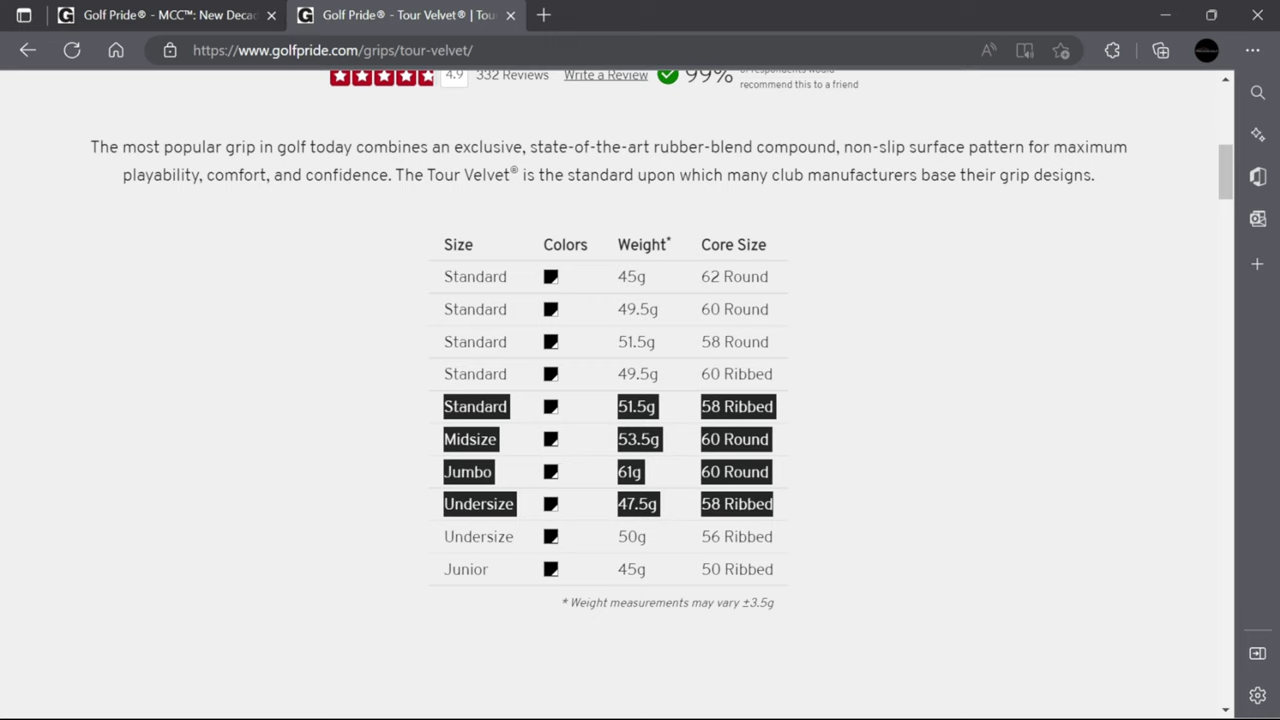 Golf Pride® - MCC™: New Decad
Golf Pride® - Tour Velvet® | Tour
https://www.golfpride.com/grips/tour-velvet/
4.9 332 Reviews Write a Review 99%
recommend this to a friend
The most popular grip in golf today combines an exclusive, state-of-the-art rubber-blend compound, non-slip surface pattern for maximum
playability, comfort, and confidence. The Tour Velvet® is the standard upon which many club manufacturers base their grip designs.
Size Colors Weight* Core Size
Standard 45g 62 Round
Standard 49.5g 60 Round
Standard 51.5g 58 Round
Standard 49.5g 60 Ribbed
Standard 51.5g 58 Ribbed
Midsize 53.5g 60 Round
Jumbo 61g 60 Round
Undersize 47.5g 58 Ribbed
Undersize 50g 56 Ribbed
Junior 45g 50 Ribbed
* Weight measurements may vary ±3.5g